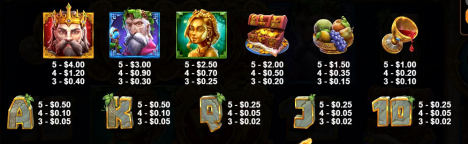 5 - $4.00
4 - $1.20
3 - $0.40
5 - $3.00
4 - $0.90
3 - $0.30
5 - $2.50
4 - $0.70
3 - $0.25
5 - $2.00
4 - $0.50
3 - $0.20
5 - $1.50
4 - $0.35
3 - $0.15
5 - $1.00
4 - $0.20
3 - $0.10
A
5 - $0.50
4 - $0.10
3 - $0.05
K
5 - $0.50
4 - $0.10
3 - $0.05
Q
5 - $0.25
4 - $0.05
3 - $0.02
J
5 - $0.25
4 - $0.05
3 - $0.02
10
5 - $0.25
4 - $0.05
3 - $0.02